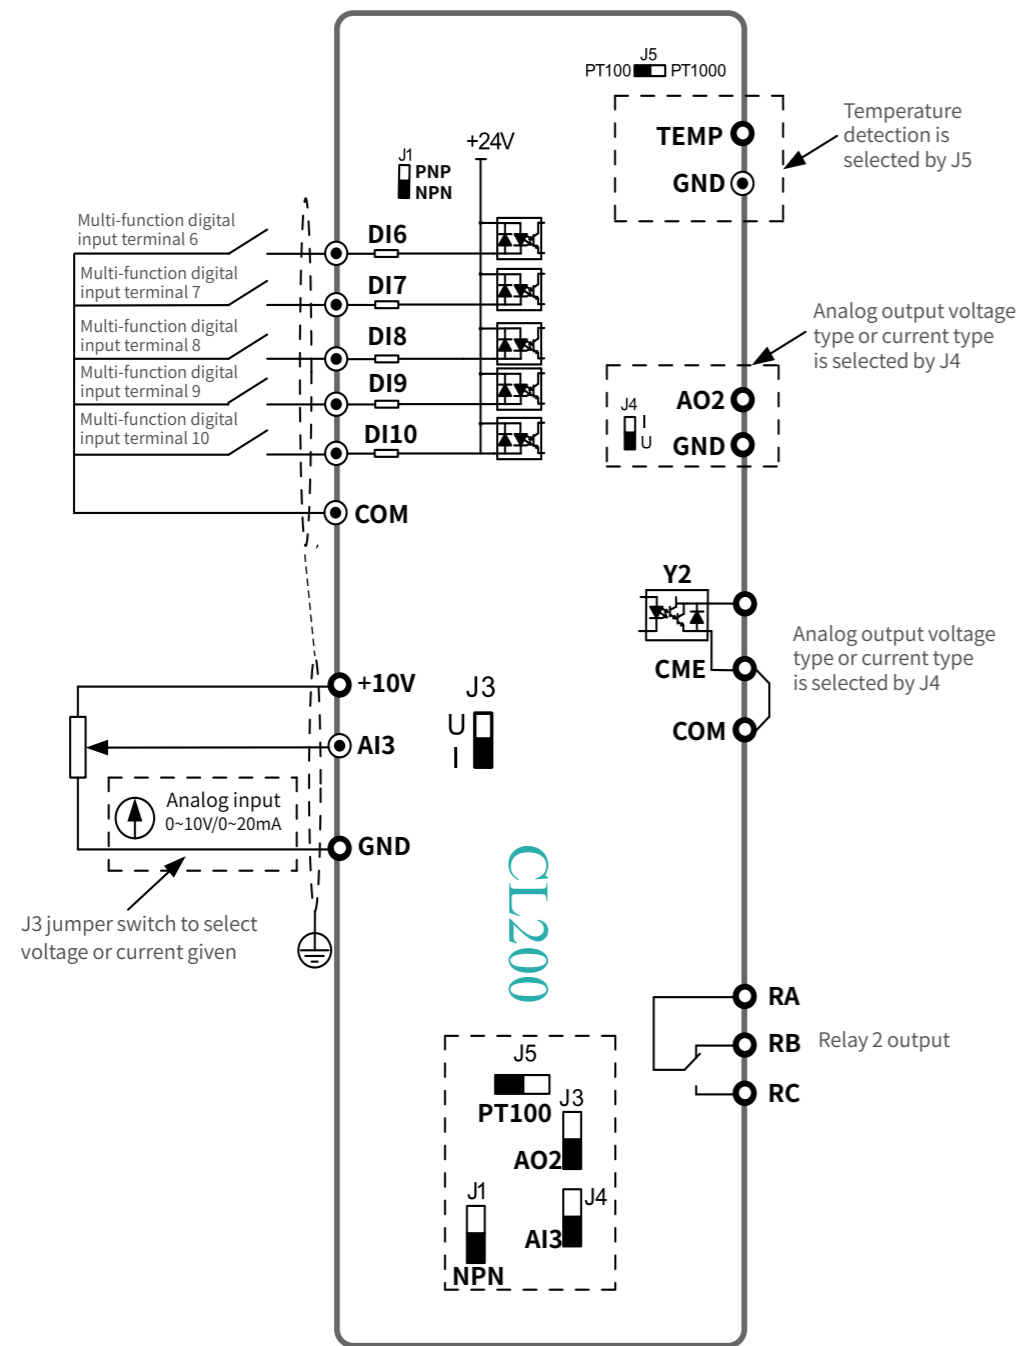 J5
PT100 PT1000
Temperature
detection is
selected by J5
TEMP
GND
+24V
J1
PNP
NPN
Multi-function digital
input terminal 6
DI6
Multi-function digital
input terminal 7
DI7
Multi-function digital
input terminal 8
DI8
Multi-function digital
input terminal 9
DI9
Multi-function digital
input terminal 10
DI10
COM
Analog output voltage
type or current type
is selected by J4
J4
I
U
AO2
GND
Y2
CME
COM
Analog output voltage
type or current type
is selected by J4
+10V
AI3
GND
J3
U
I
Analog input
0~10V/0~20mA
J3 jumper switch to select
voltage or current given
CL200
RA
RB
RC
Relay 2 output
J5
PT100
J3
AO2
J1
NPN
J4
AI3